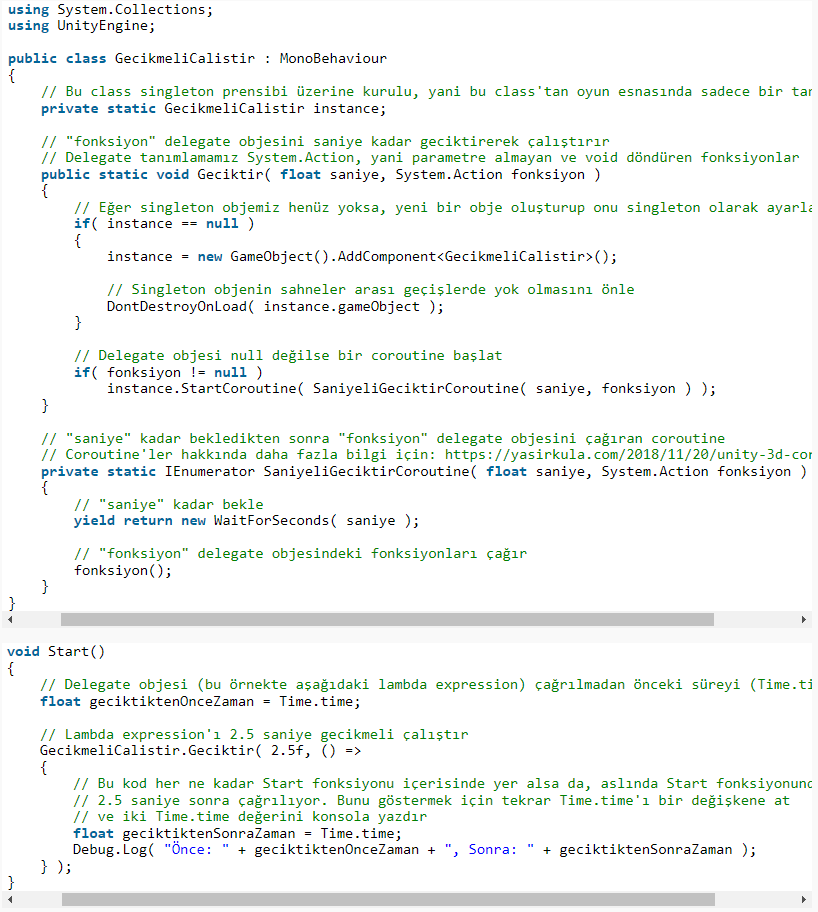 using System.Collections;
using UnityEngine;
public class GecikmeliCalistir : MonoBehaviour
{
// Bu class singleton prensibi üzerine kurulu, yani bu class'tan oyun esnasında sadece bir
private static GecikmeliCalistir instance;
// "fonksiyon" delegate objesini saniye kadar geciktirerek çalıştırır
// Delegate tanımlamamız System.Action, yani parametre almayan ve void döndüren fonksiyonlar
public static void Geciktir( float saniye, System.Action fonksiyon )
{
// Eğer singleton objemiz henüz yoksa, yeni bir obje oluşturup onu singleton olarak
if( instance == null )
{
instance = new GameObject().AddComponent<GecikmeliCalistir>();
// Singleton objenin sahneler arası geçişlerde yok olmasını önle
DontDestroyOnLoad( instance.gameObject );
}
// Delegate objesi null değilse bir coroutine başlat
if( fonksiyon != null )
instance.StartCoroutine( SaniyeliGeciktirCoroutine( saniye, fonksiyon ) );
}
// "saniye" kadar bekledikten sonra "fonksiyon" delegate objesini çağıran coroutine
// Coroutine'ler hakkında daha fazla bilgi için: https://yasirkula.com/2018/11/20/unity-3d-cor
private static IEnumerator SaniyeliGeciktirCoroutine( float saniye, System.Action fonksiyon )
{
// "saniye" kadar bekle
yield return new WaitForSeconds( saniye );
// "fonksiyon" delegate objesindeki fonksiyonları çağır
fonksiyon();
}
}
void Start()
{
// Delegate objesi (bu örnekte aşağıdaki lambda expression) çağrılmadan önceki süreyi (Time.ti
float geciktiktenOnceZaman = Time.time;
// Lambda expression'ı 2.5 saniye gecikmeli çalıştır
GecikmeliCalistir.Geciktir( 2.5f, () =>
{
// Bu kod her ne kadar Start fonksiyonu içerisinde yer alsa da, aslında Start fonksiyonund
// 2.5 saniye sonra çağrılıyor. Bunu göstermek için tekrar Time.time'ı bir değişkene at
// ve iki Time.time değerini konsola yazdır
float geciktiktenSonraZaman = Time.time;
Debug.Log( "Önce: " + geciktiktenOnceZaman + ", Sonra: " + geciktiktenSonraZaman );
} );
}